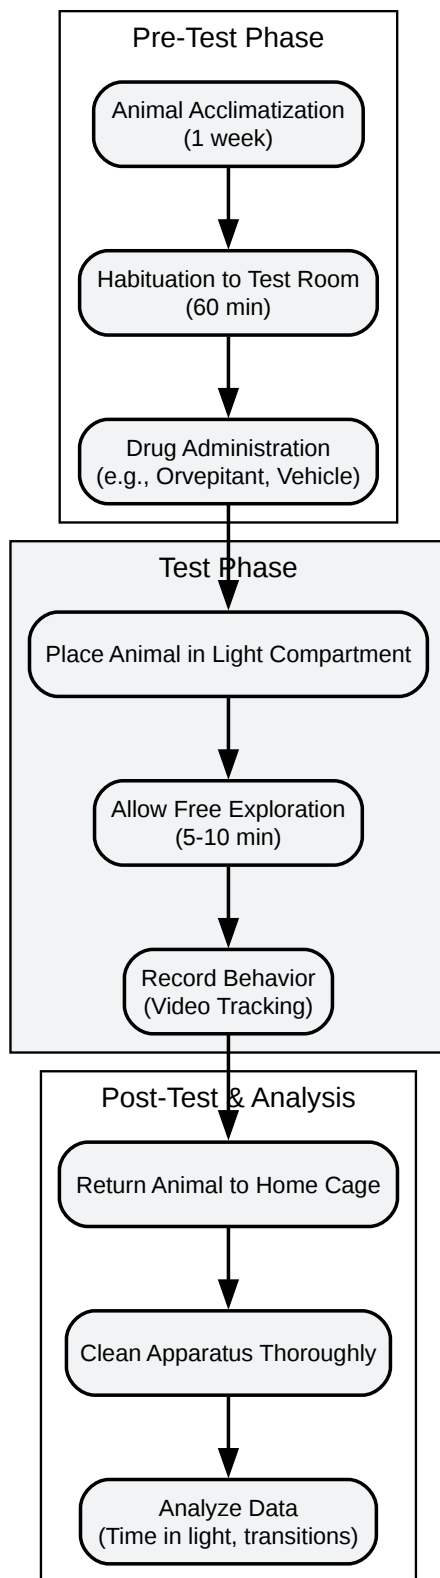 Pre-Test Phase
Animal Acclimatization
(1 week)
Habituation to Test Room
(60 min)
Drug Administration
(e.g., Orvepitant, Vehicle)
Test Phase
Place Animal in Light Compartment
Allow Free Exploration
(5-10 min)
Record Behavior
(Video Tracking)
Post-Test & Analysis
Return Animal to Home Cage
Clean Apparatus Thoroughly
Analyze Data
(Time in light, transitions)